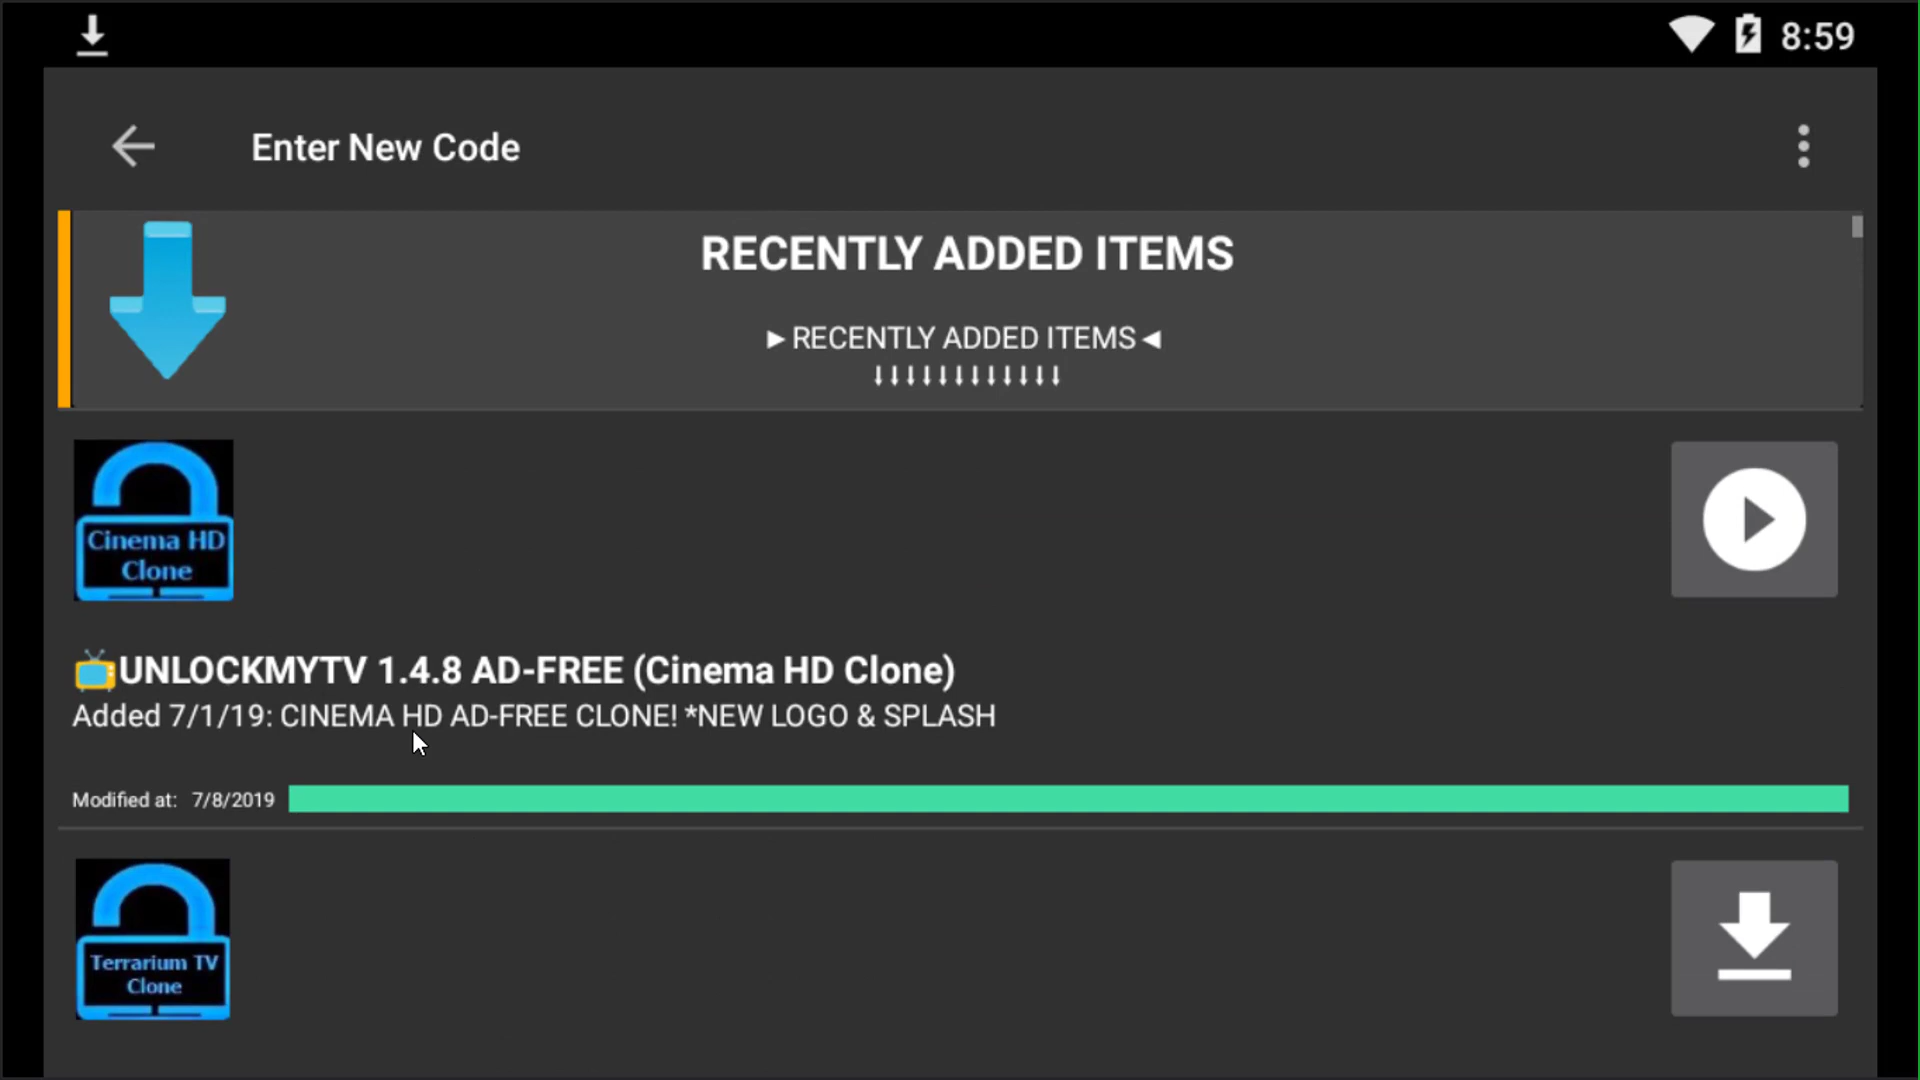 8:59
Enter New Code
RECENTLY ADDED ITEMS
►RECENTLY ADDED ITEMS◄
⭣⭣⭣⭣⭣⭣⭣⭣⭣⭣⭣⭣
Cinema HD
Clone
UNLOCKMYTV 1.4.8 AD-FREE (Cinema HD Clone)
Added 7/1/19: CINEMA HD AD-FREE CLONE! *NEW LOGO & SPLASH
Modified at: 7/8/2019
Terrarium TV
Clone